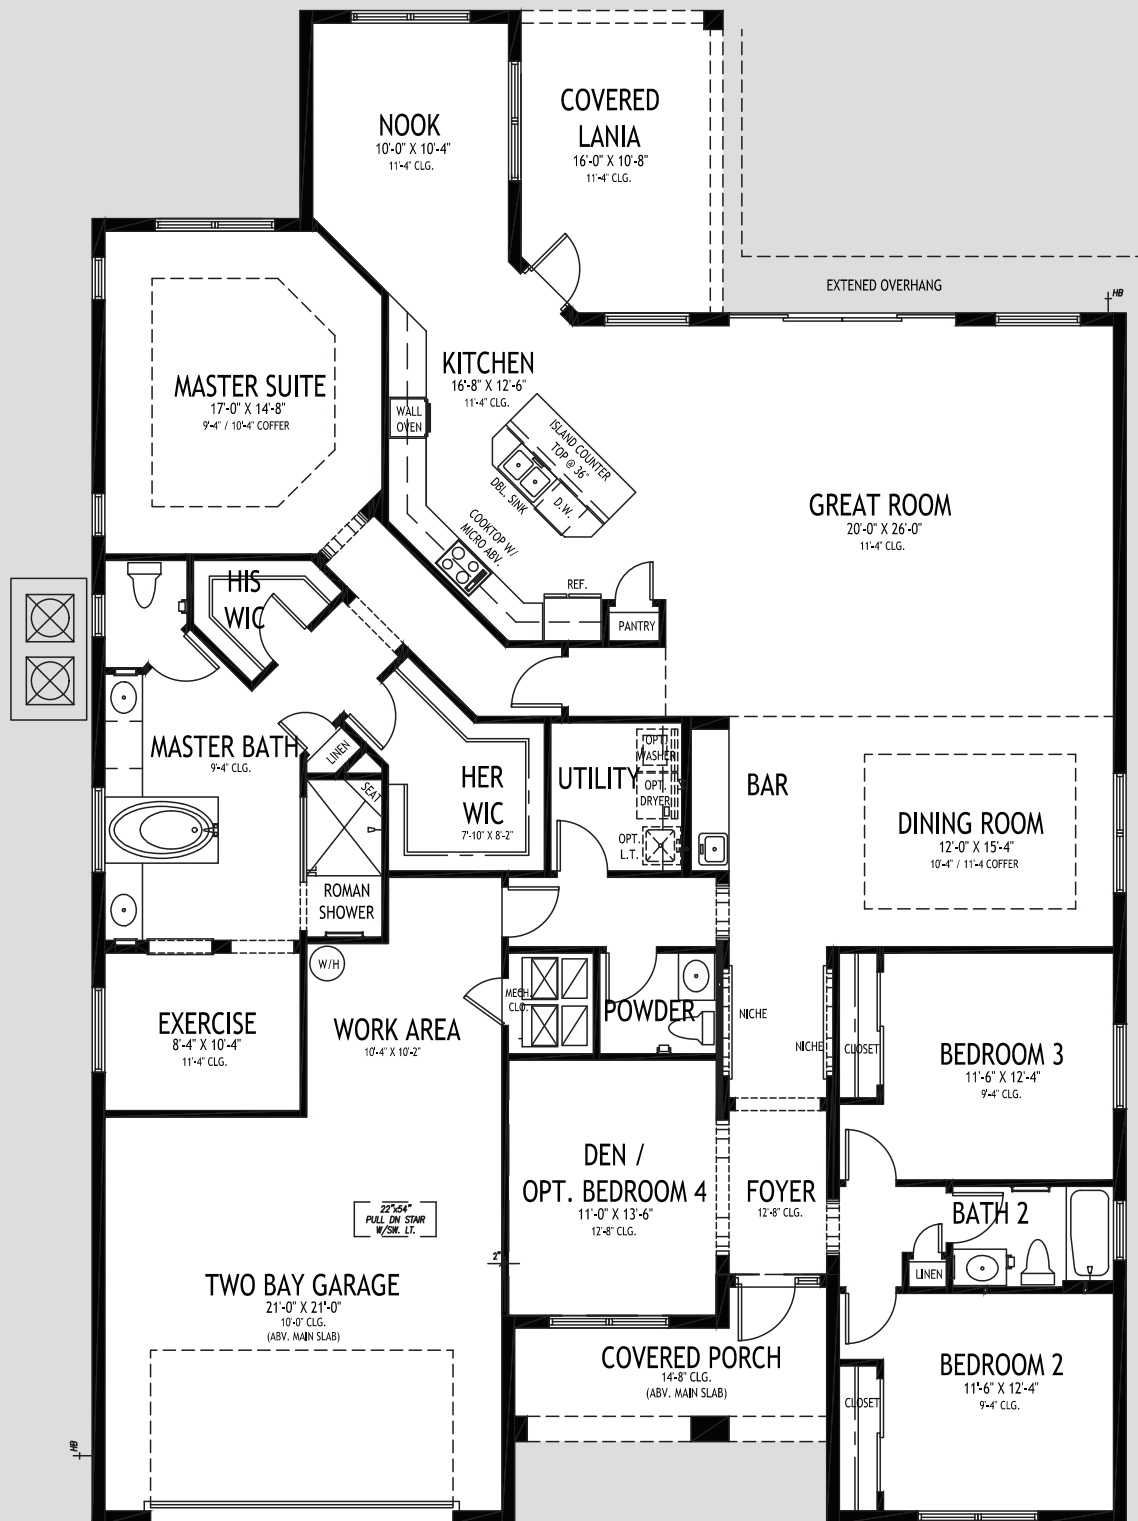 NOOK
10'-0" X 10'-4"
11'-4" CLG.
COVERED
LANIA
16'-0" X 10'-8"
11'-4" CLG.
EXTENED OVERHANG
HB
MASTER SUITE
17'-0" X 14'-8"
9'-4" / 10'-4" COFFER
KITCHEN
16'-8" X 12'-6"
11'-4" CLG.
WALL
OVEN
ISLAND COUNTER
TOP @ 36"
DBL. SINK
D.W.
COOKTOP W/
MICRO ABV.
REF.
PANTRY
GREAT ROOM
20'-0" X 26'-0"
11'-4" CLG.
HIS
WIC
MASTER BATH
9'-4" CLG.
LINEN
SEAT
HER
WIC
7'-10" X 8'-2"
UTILITY
OPT.
WASHER
OPT.
DRYER
OPT.
L.T.
BAR
DINING ROOM
12'-0" X 15'-4"
10'-4" / 11'-4 COFFER
ROMAN
SHOWER
W/H
EXERCISE
8'-4" X 10'-4"
11'-4" CLG.
WORK AREA
10'-4" X 10'-2"
MECH.
CLO.
POWDER
NICHE
NICHE
CLOSET
BEDROOM 3
11'-6" X 12'-4"
9'-4" CLG.
DEN /
OPT. BEDROOM 4
11'-0" X 13'-6"
12'-8" CLG.
FOYER
12'-8" CLG.
BATH 2
LINEN
22"x54"
PULL DN STAIR
W/SW. LT.
2"
TWO BAY GARAGE
21'-0" X 21'-0"
10'-0" CLG.
(ABV. MAIN SLAB)
COVERED PORCH
14'-8" CLG.
(ABV. MAIN SLAB)
BEDROOM 2
11'-6" X 12'-4"
9'-4" CLG.
CLOSET
HB